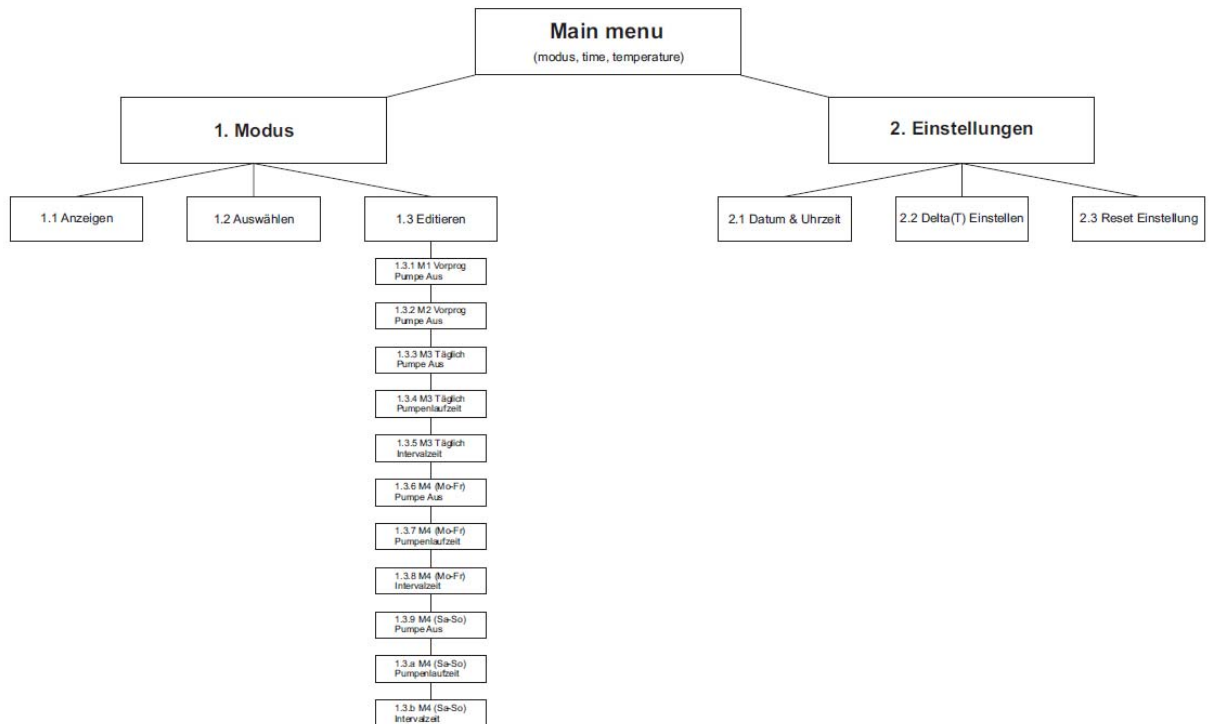 Main menu
(modus, time, temperature)
1. Modus
2. Einstellungen
1.1 Anzeigen
1.2 Auswählen
1.3 Editieren
2.1 Datum & Uhrzeit
2.2 Delta(T) Einstellen
2.3 Reset Einstellung
1.3.1 M1 Vorprog
Pumpe Aus
1.3.2 M2 Vorprog
Pumpe Aus
1.3.3 M3 Täglich
Pumpe Aus
1.3.4 M3 Täglich
Pumpenlaufzeit
1.3.5 M3 Täglich
Intervalzeit
1.3.6 M4 (Mo-Fr)
Pumpe Aus
1.3.7 M4 (Mo-Fr)
Pumpenlaufzeit
1.3.8 M4 (Mo-Fr)
Intervalzeit
1.3.9 M4 (Sa-So)
Pumpe Aus
1.3.a M4 (Sa-So)
Pumpenlaufzeit
1.3.b M4 (Sa-So)
Intervalzeit